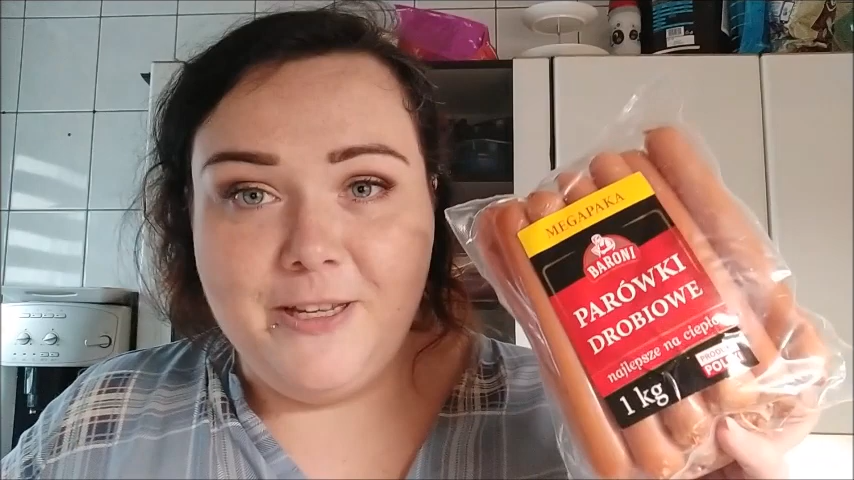 MEGAPAKA
BARONI
PARÓWKI
DROBIOWE
najlepsze na ciepło
1 kg